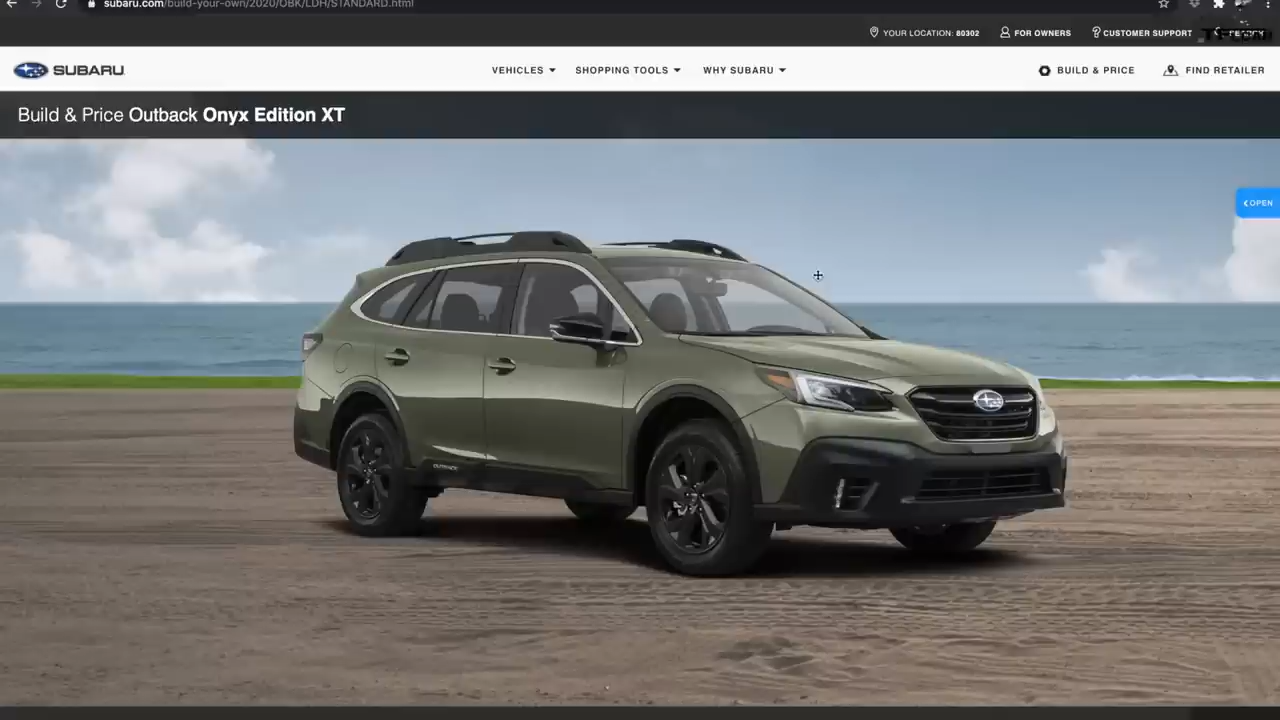 subaru.com/build-your-own/2020/OBK/LDH/STANDARD.html
YOUR LOCATION: 80302 FOR OWNERS CUSTOMER SUPPORT
SUBARU VEHICLES SHOPPING TOOLS WHY SUBARU BUILD & PRICE FIND RETAILER
Build & Price Outback Onyx Edition XT
OPEN
OUTBACK